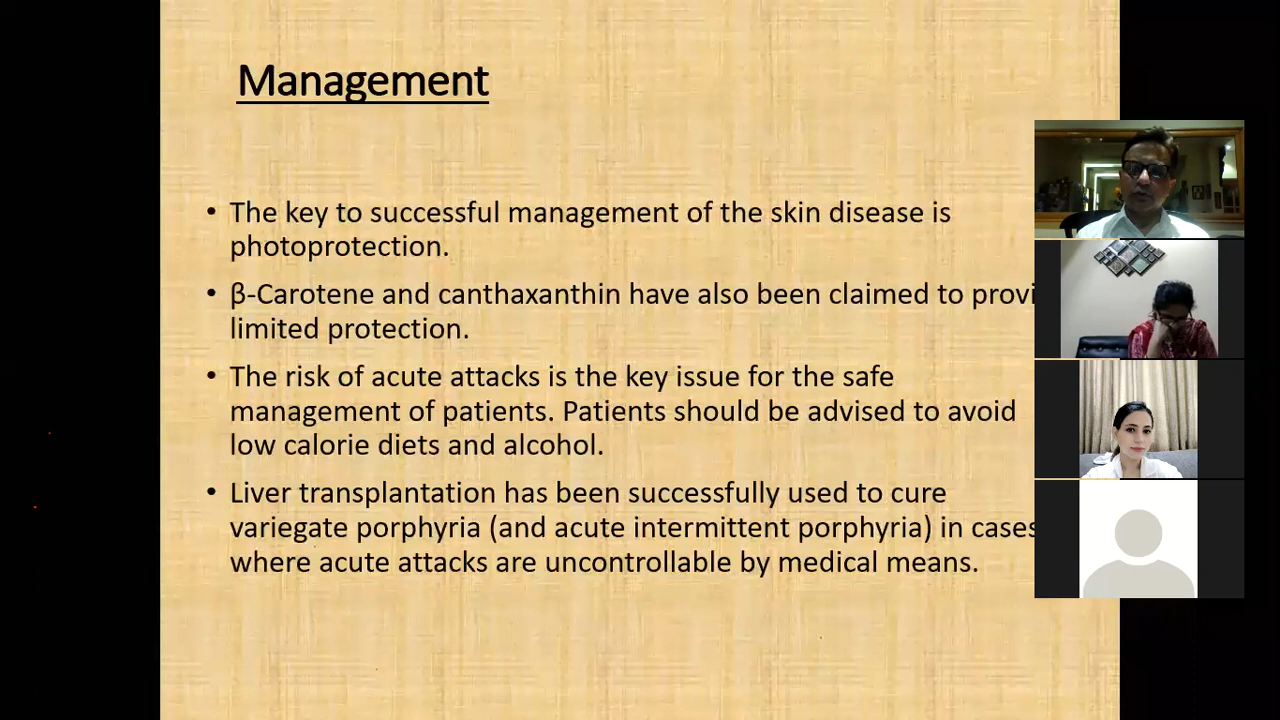 Management
• The key to successful management of the skin disease is
photoprotection.
• β-Carotene and canthaxanthin have also been claimed to provi
limited protection.
• The risk of acute attacks is the key issue for the safe
management of patients. Patients should be advised to avoid
low calorie diets and alcohol.
• Liver transplantation has been successfully used to cure
variegate porphyria (and acute intermittent porphyria) in cases
where acute attacks are uncontrollable by medical means.